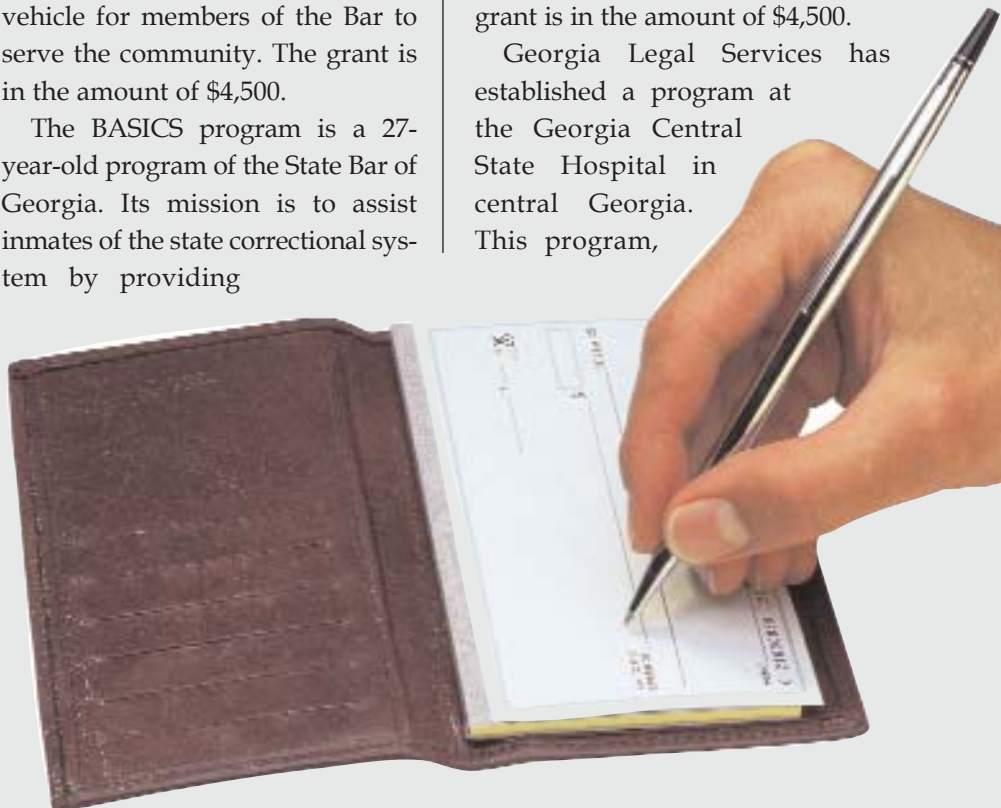 vehicle for members of the Bar to
serve the community. The grant is
in the amount of $4,500.
The BASICS program is a 27-
year-old program of the State Bar of
Georgia. Its mission is to assist
inmates of the state correctional sys-
tem by providing
grant is in the amount of $4,500.
Georgia Legal Services has
established a program at
the Georgia Central
State Hospital in
central Georgia.
This program,